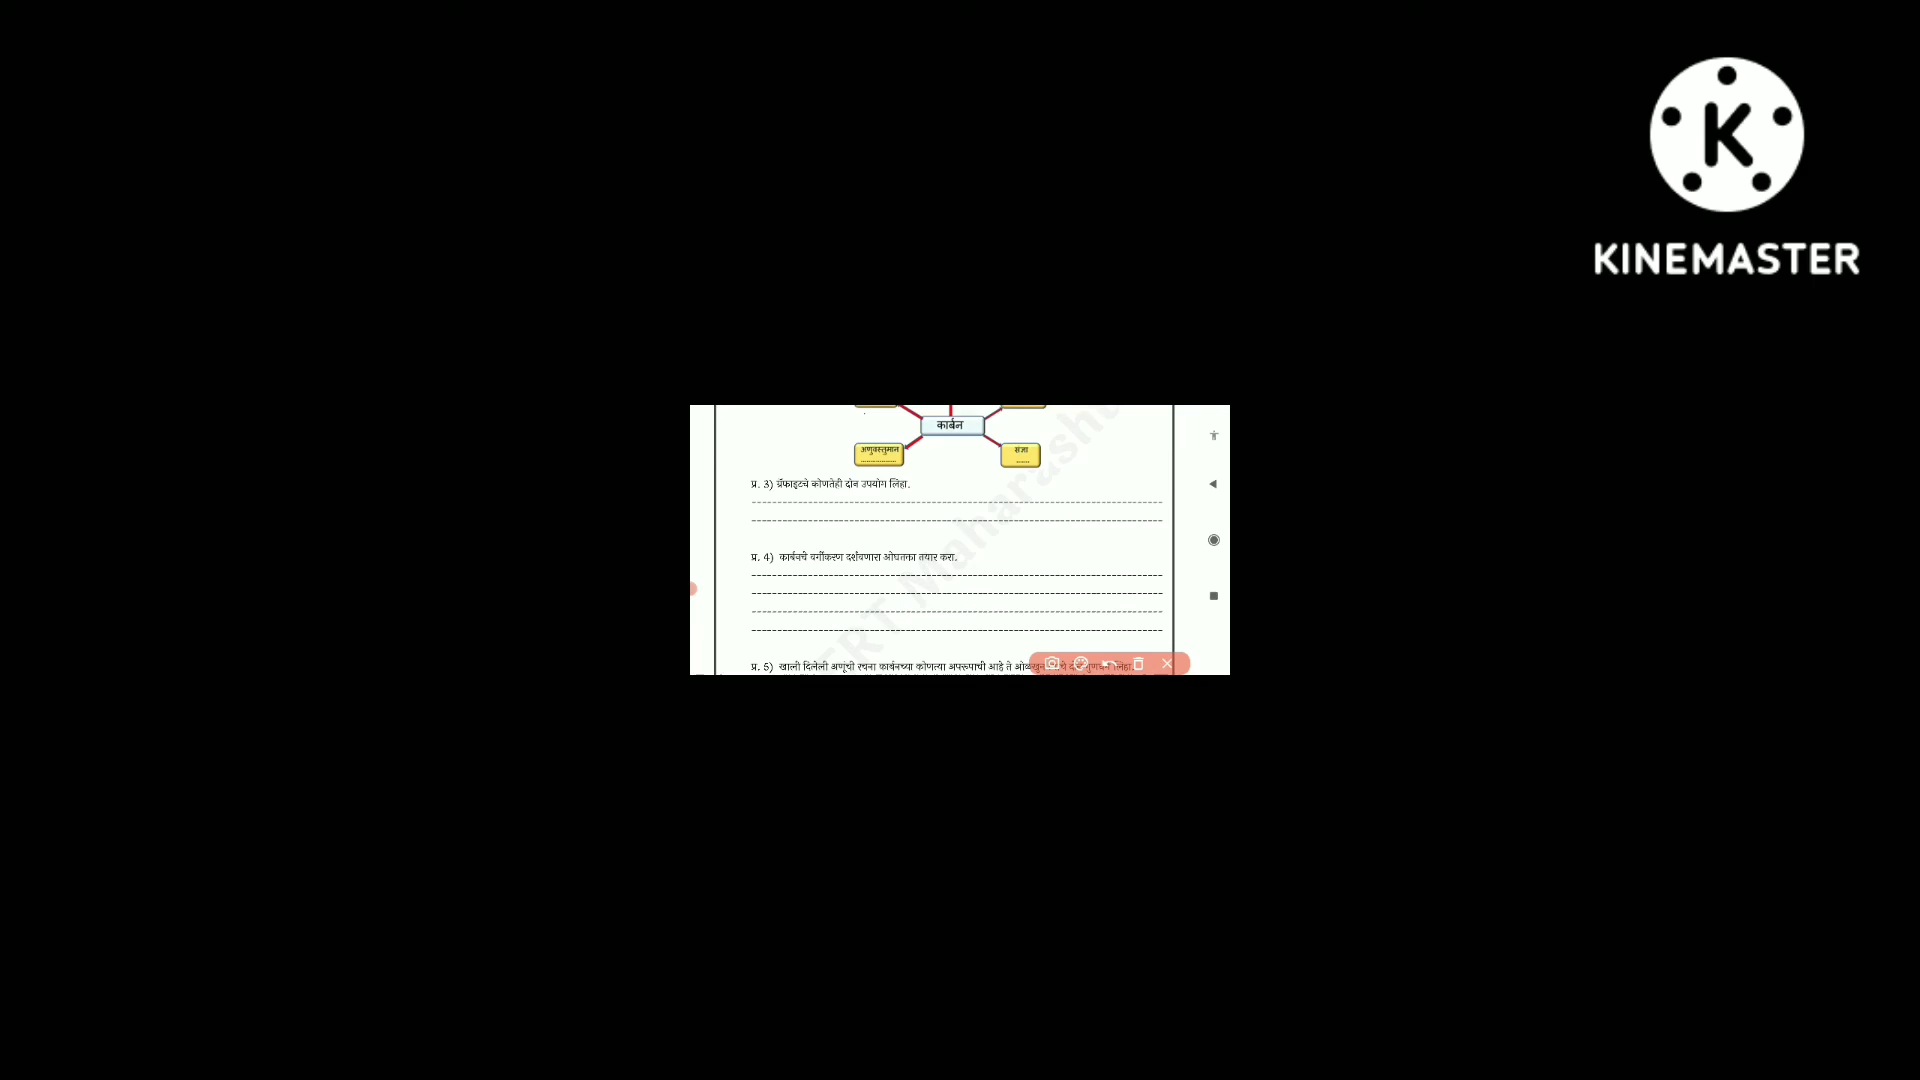 KINEMASTER
कार्बन
अणुवस्तुमान
..................
संज्ञा
.......
प्र. 3) ग्रॅफाइटचे कोणतेही दोन उपयोग लिहा.
प्र. 4) कार्बनचे वर्गीकरण दर्शवणारा ओघतक्ता तयार करा.
प्र. 5) खाली दिलेली अणूंची रचना कार्बनच्या कोणत्या अपरूपाची आहे ते लिहा.
Maharasht